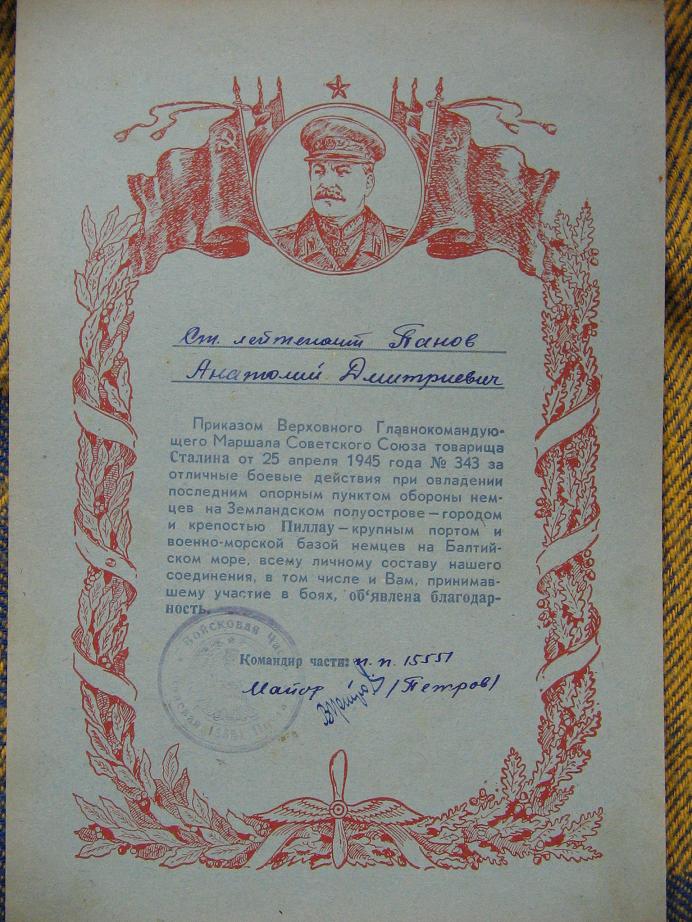 Ст. лейтенант Панов
Анатолий Дмитриевич
Приказом Верховного Главнокомандую-
щего Маршала Советского Союза товарища
Сталина от 25 апреля 1945 года № 343 за
отличные боевые действия при овладении
последним опорным пунктом обороны нем-
цев на Земландском полуострове—городом
и крепостью Пиллау—крупным портом и
военно-морской базой немцев на Балтий-
ском море, всему личному составу нашего
соединения, в том числе и Вам, принимав-
шему участие в боях, об‘явлена благодар-
ность.
Войсковая Час
Командир части: п. п. 15551
Майор /Петров/